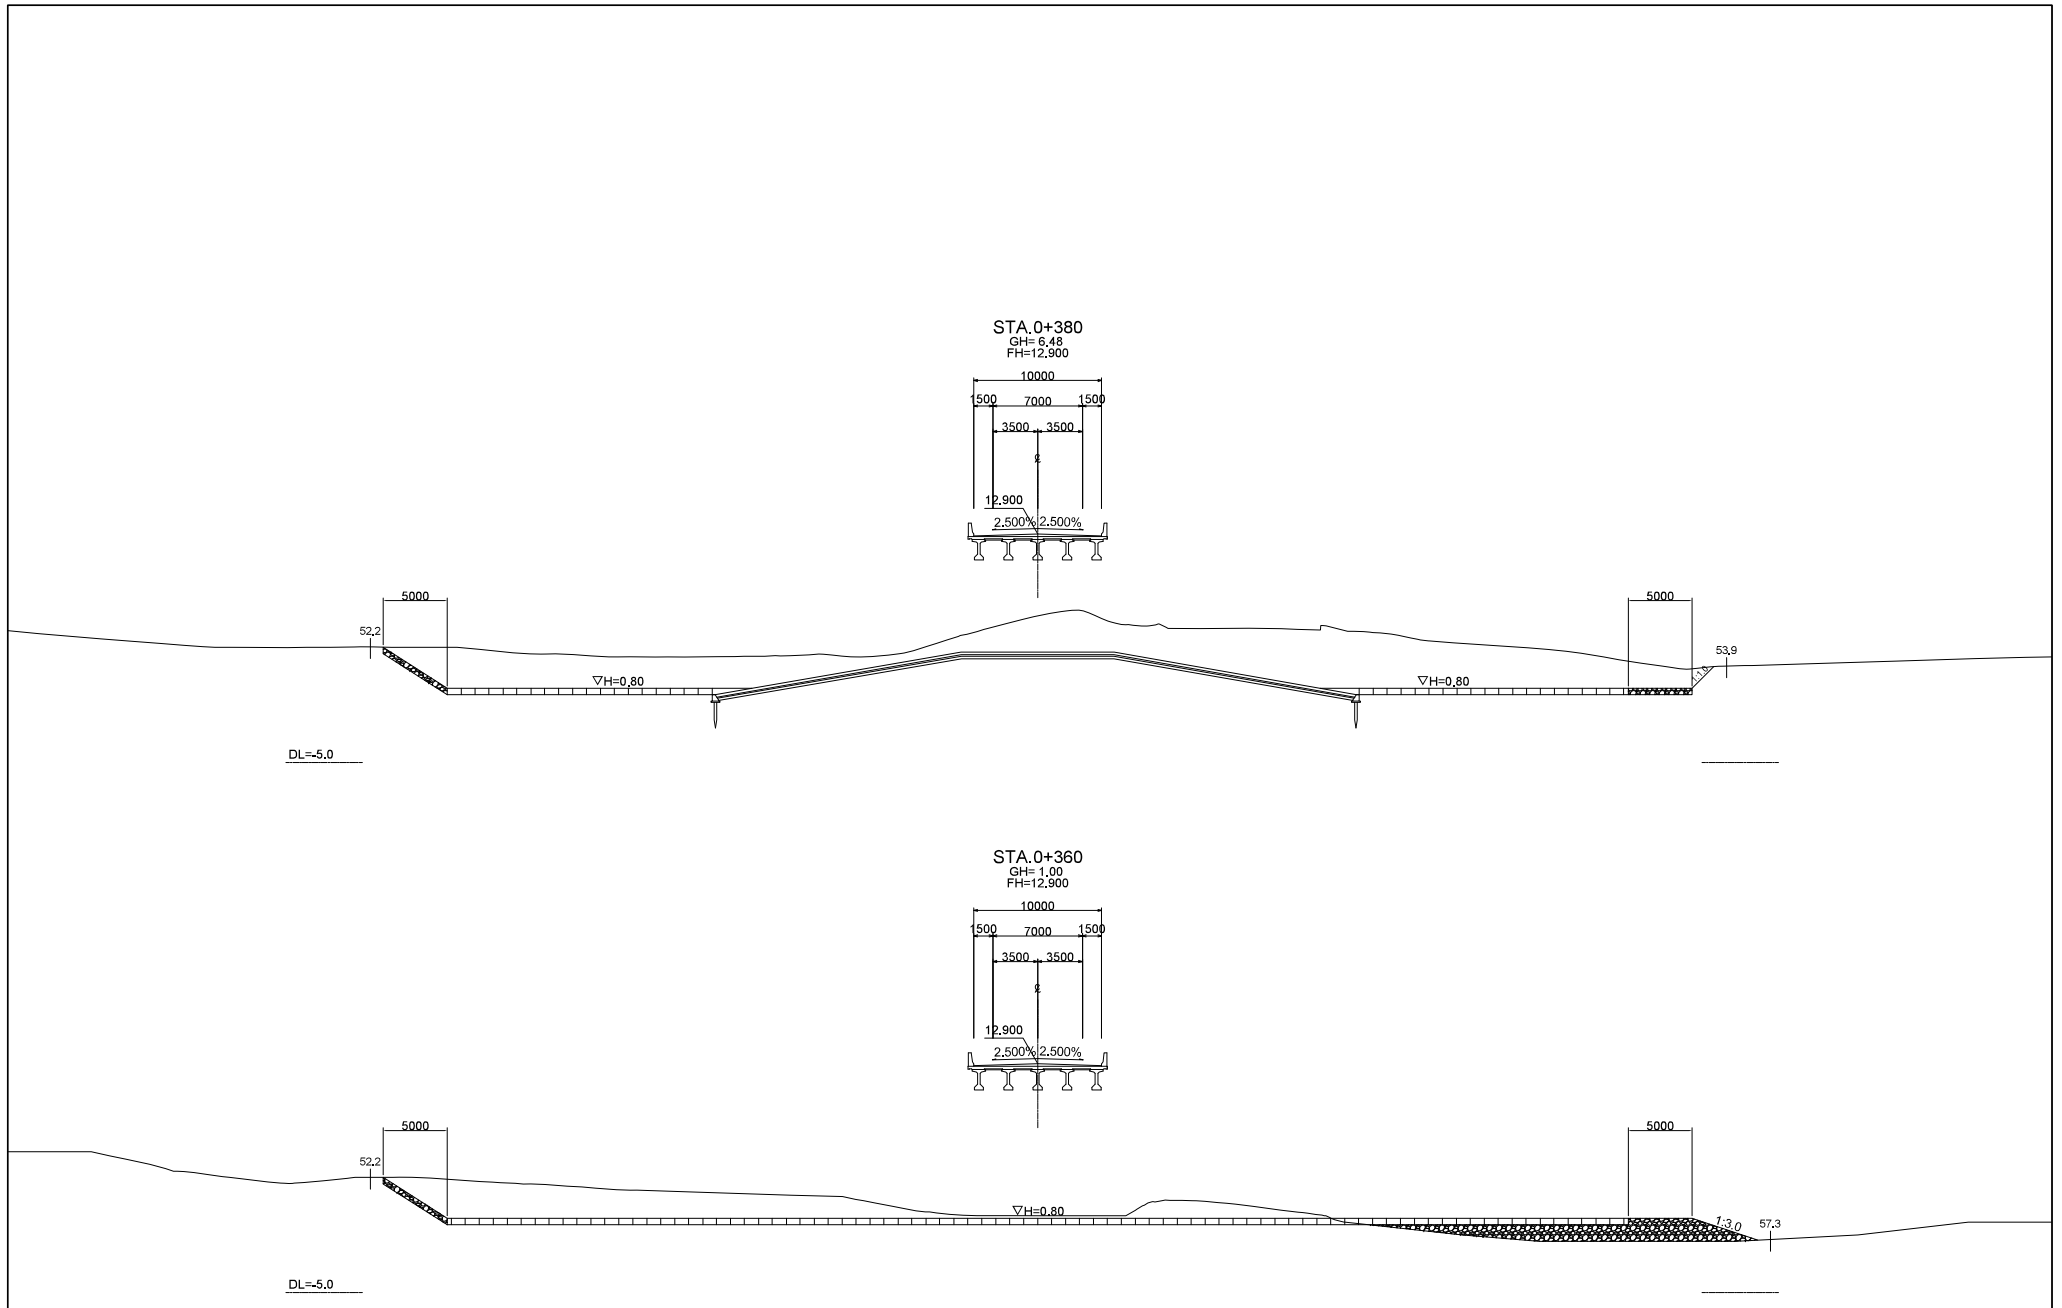 STA.0+380
GH= 6.48
FH=12.900
10000
1500 7000 1500
3500 3500
℄
12.900
2.500% 2.500%
5000 5000
52.2 53.9
▽H=0.80 ▽H=0.80 1:1.0
DL=-5.0
STA.0+360
GH= 1.00
FH=12.900
10000
1500 7000 1500
3500 3500
℄
12.900
2.500% 2.500%
5000 5000
52.2
▽H=0.80 1:3.0 57.3
DL=-5.0